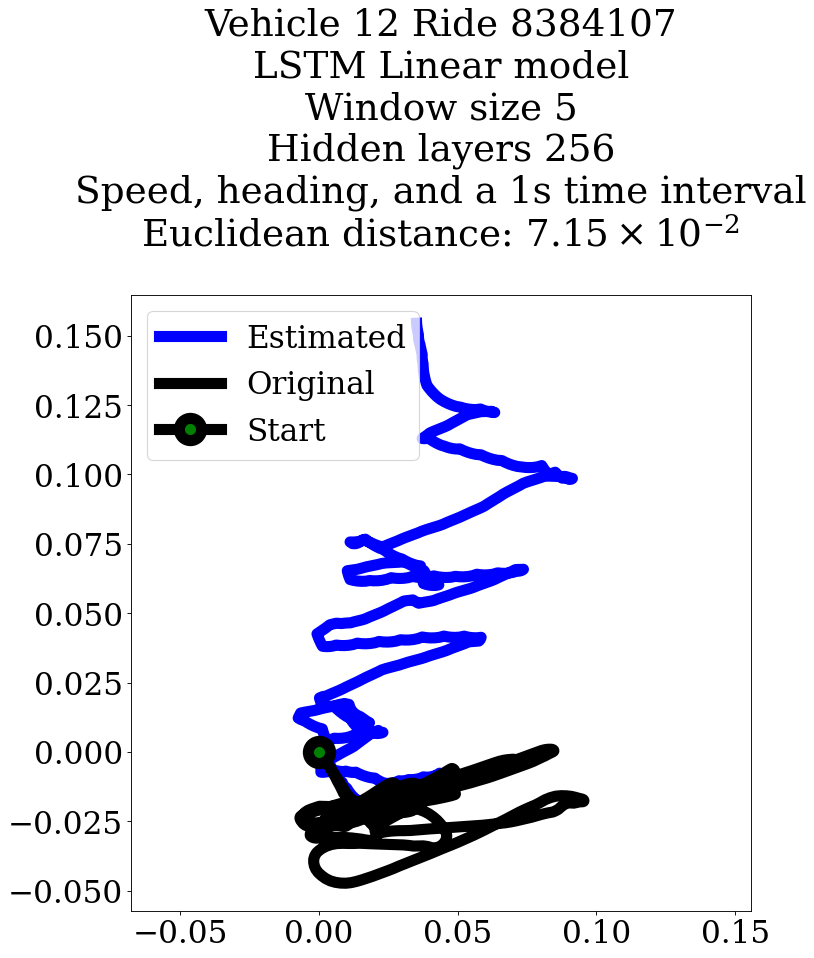 Vehicle 12 Ride 8384107
LSTM Linear model
Window size 5
Hidden layers 256
Speed, heading, and a 1s time interval
Euclidean distance: 7.15 × 10⁻²
Estimated
Original
Start
0.150
0.125
0.100
0.075
0.050
0.025
0.000
−0.025
−0.050
−0.05 0.00 0.05 0.10 0.15